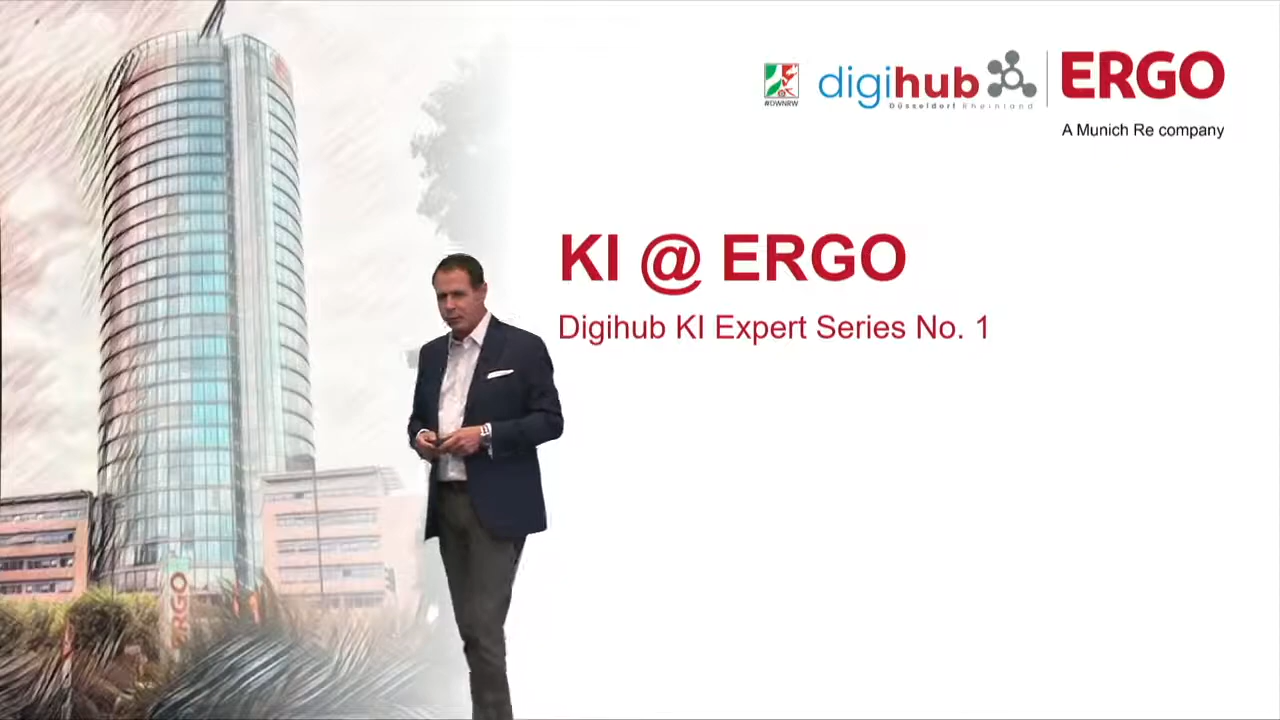 #DWNRW
digihub
Düsseldorf Rheinland
ERGO
A Munich Re company
KI @ ERGO
Digihub KI Expert Series No. 1
ERGO